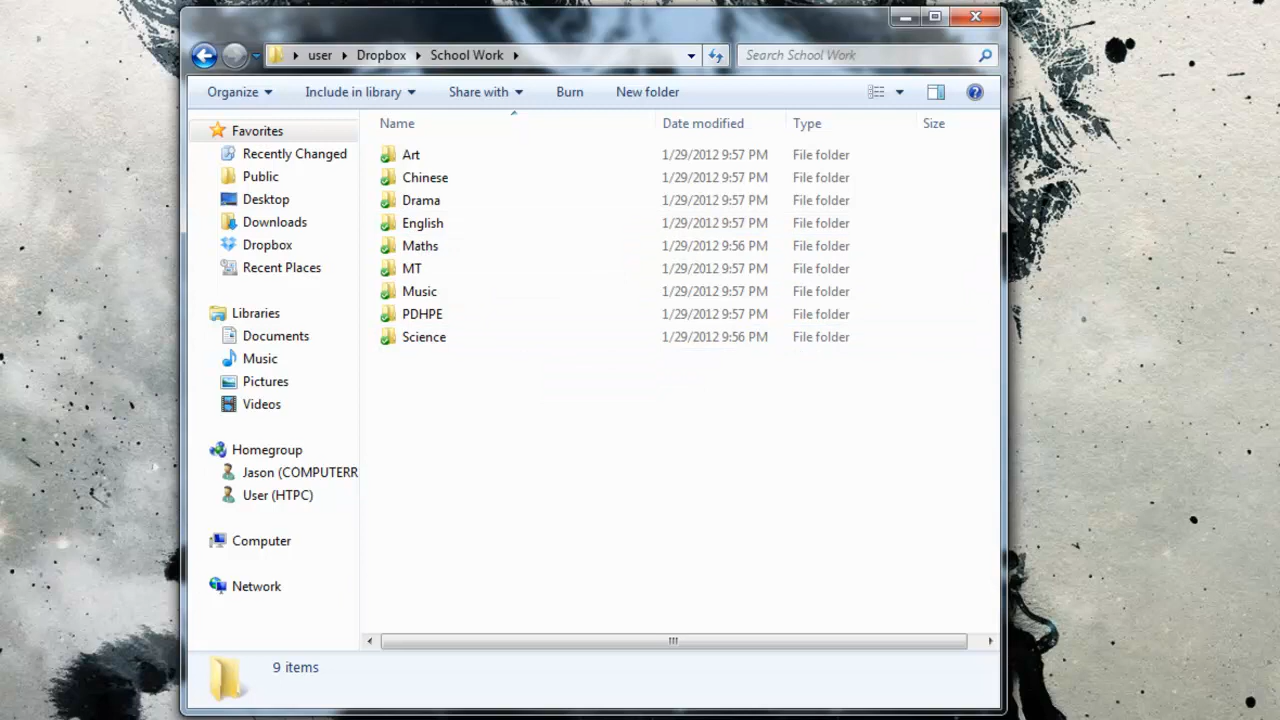 user Dropbox School Work Search School Work
Organize Include in library Share with Burn New folder
Name Date modified Type Size
Favorites
Recently Changed
Public
Desktop
Downloads
Dropbox
Recent Places
Libraries
Documents
Music
Pictures
Videos
Homegroup
Jason (COMPUTERR
User (HTPC)
Computer
Network
Art 1/29/2012 9:57 PM File folder
Chinese 1/29/2012 9:57 PM File folder
Drama 1/29/2012 9:57 PM File folder
English 1/29/2012 9:57 PM File folder
Maths 1/29/2012 9:56 PM File folder
MT 1/29/2012 9:57 PM File folder
Music 1/29/2012 9:57 PM File folder
PDHPE 1/29/2012 9:57 PM File folder
Science 1/29/2012 9:56 PM File folder
9 items